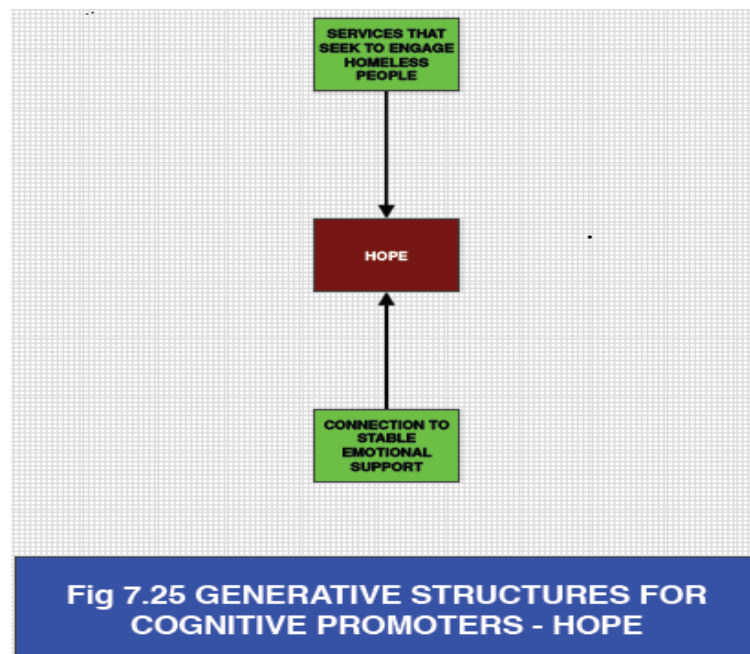 SERVICES THAT
SEEK TO ENGAGE
HOMELESS
PEOPLE
HOPE
CONNECTION TO
STABLE
EMOTIONAL
SUPPORT
Fig 7.25 GENERATIVE STRUCTURES FOR
COGNITIVE PROMOTERS - HOPE